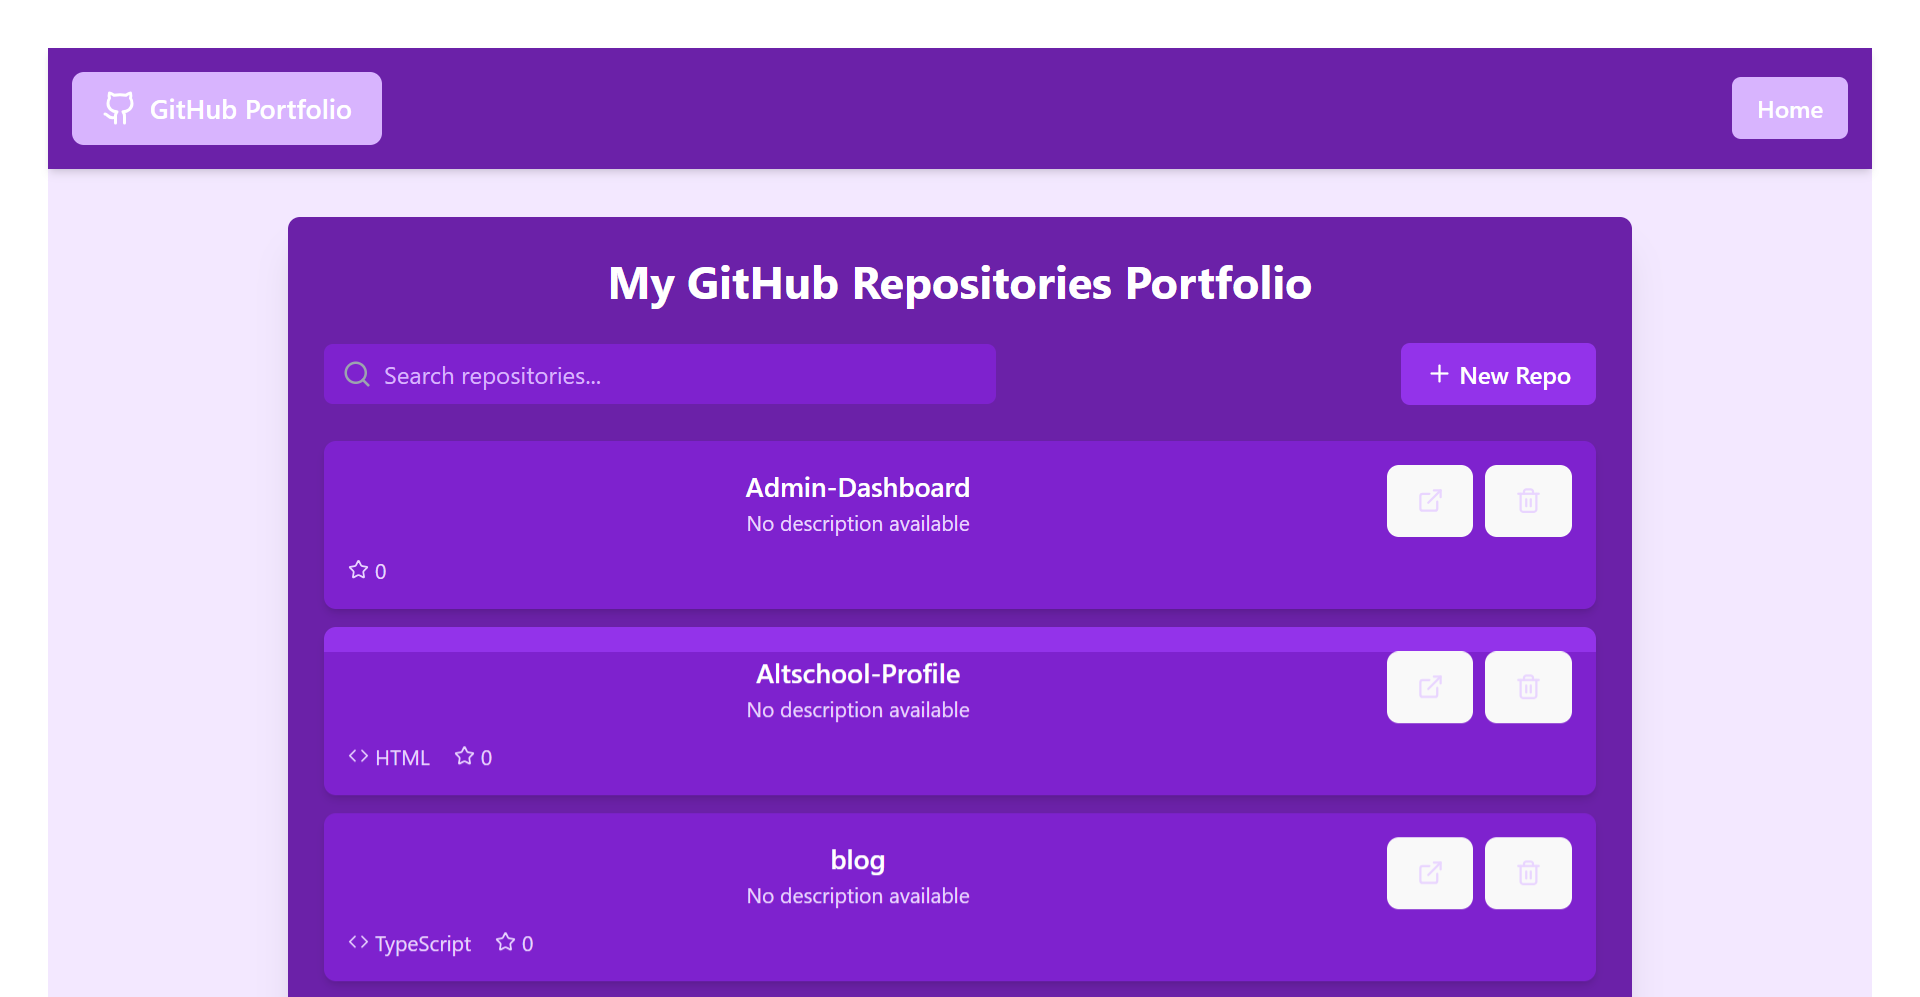 GitHub Portfolio
Home
My GitHub Repositories Portfolio
Search repositories...
New Repo
Admin-Dashboard
No description available
0
Altschool-Profile
No description available
HTML 0
blog
No description available
TypeScript 0